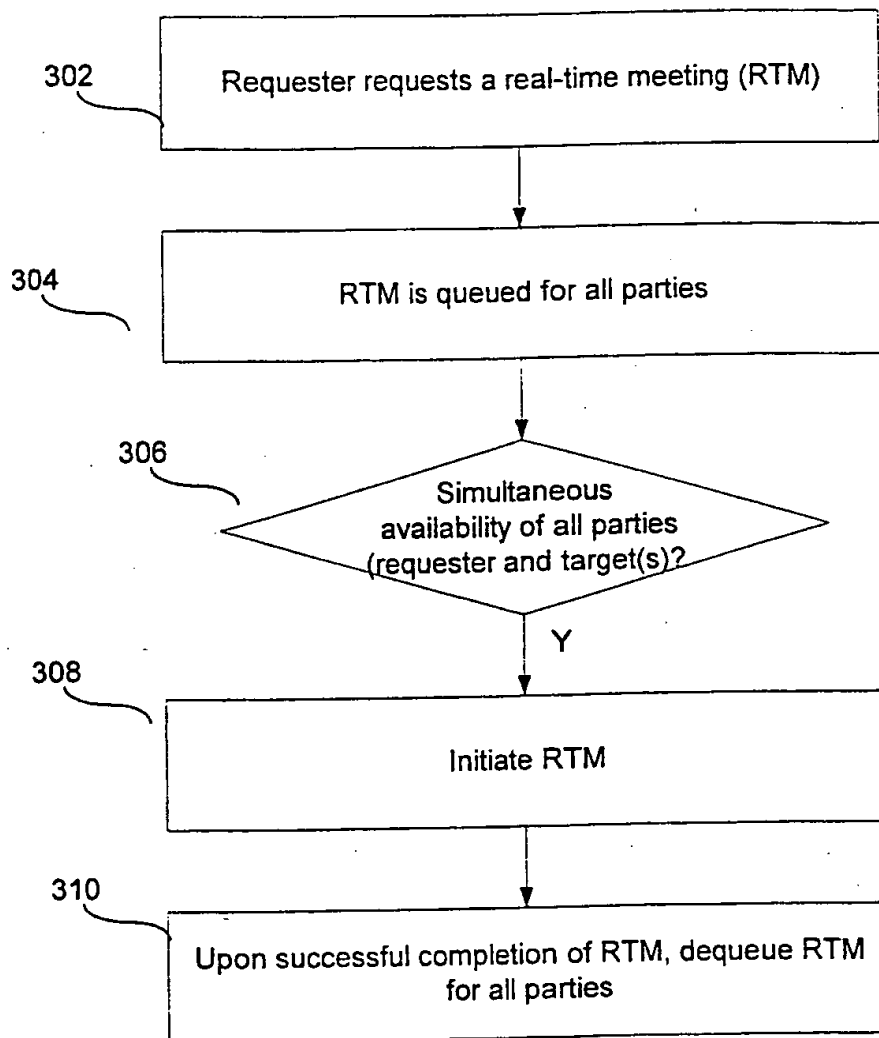 302
Requester requests a real-time meeting (RTM)
304
RTM is queued for all parties
306
Simultaneous
availability of all parties
(requester and target(s)?
Y
308
Initiate RTM
310
Upon successful completion of RTM, dequeue RTM
for all parties